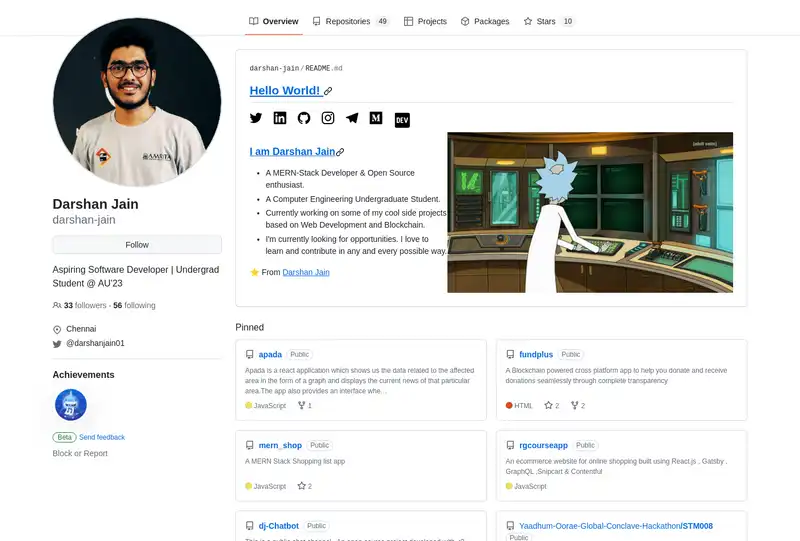 Overview
Repositories 49
Projects
Packages
Stars 10
darshan-jain / README.md
Hello World!
DEV
I am Darshan Jain
A MERN-Stack Developer & Open Source
enthusiast.
A Computer Engineering Undergraduate Student.
Currently working on some of my cool side projects
based on Web Development and Blockchain.
I'm currently looking for opportunities. I love to
learn and contribute in any and every possible way.
⭐ From Darshan Jain
[adult swim]
AMRITA
Darshan Jain
darshan-jain
Follow
Aspiring Software Developer | Undergrad
Student @ AU'23
33 followers · 56 following
Chennai
@darshanjain01
Achievements
Beta Send feedback
Block or Report
Pinned
apada Public
Apada is a react application which shows us the data related to the affected
area in the form of a graph and displays the current news of that particular
area.The app also provides an interface whe…
JavaScript 1
fundplus Public
A Blockchain powered cross platform app to help you donate and receive
donations seamlessly through complete transparency
HTML 2 2
mern_shop Public
A MERN Stack Shopping list app
JavaScript 2
rgcourseapp Public
An ecommerce website for online shopping built using React.js , Gatsby ,
GraphQL ,Snipcart & Contentful
JavaScript
dj-Chatbot Public
Yaadhum-Oorae-Global-Conclave-Hackathon/STM008
Public